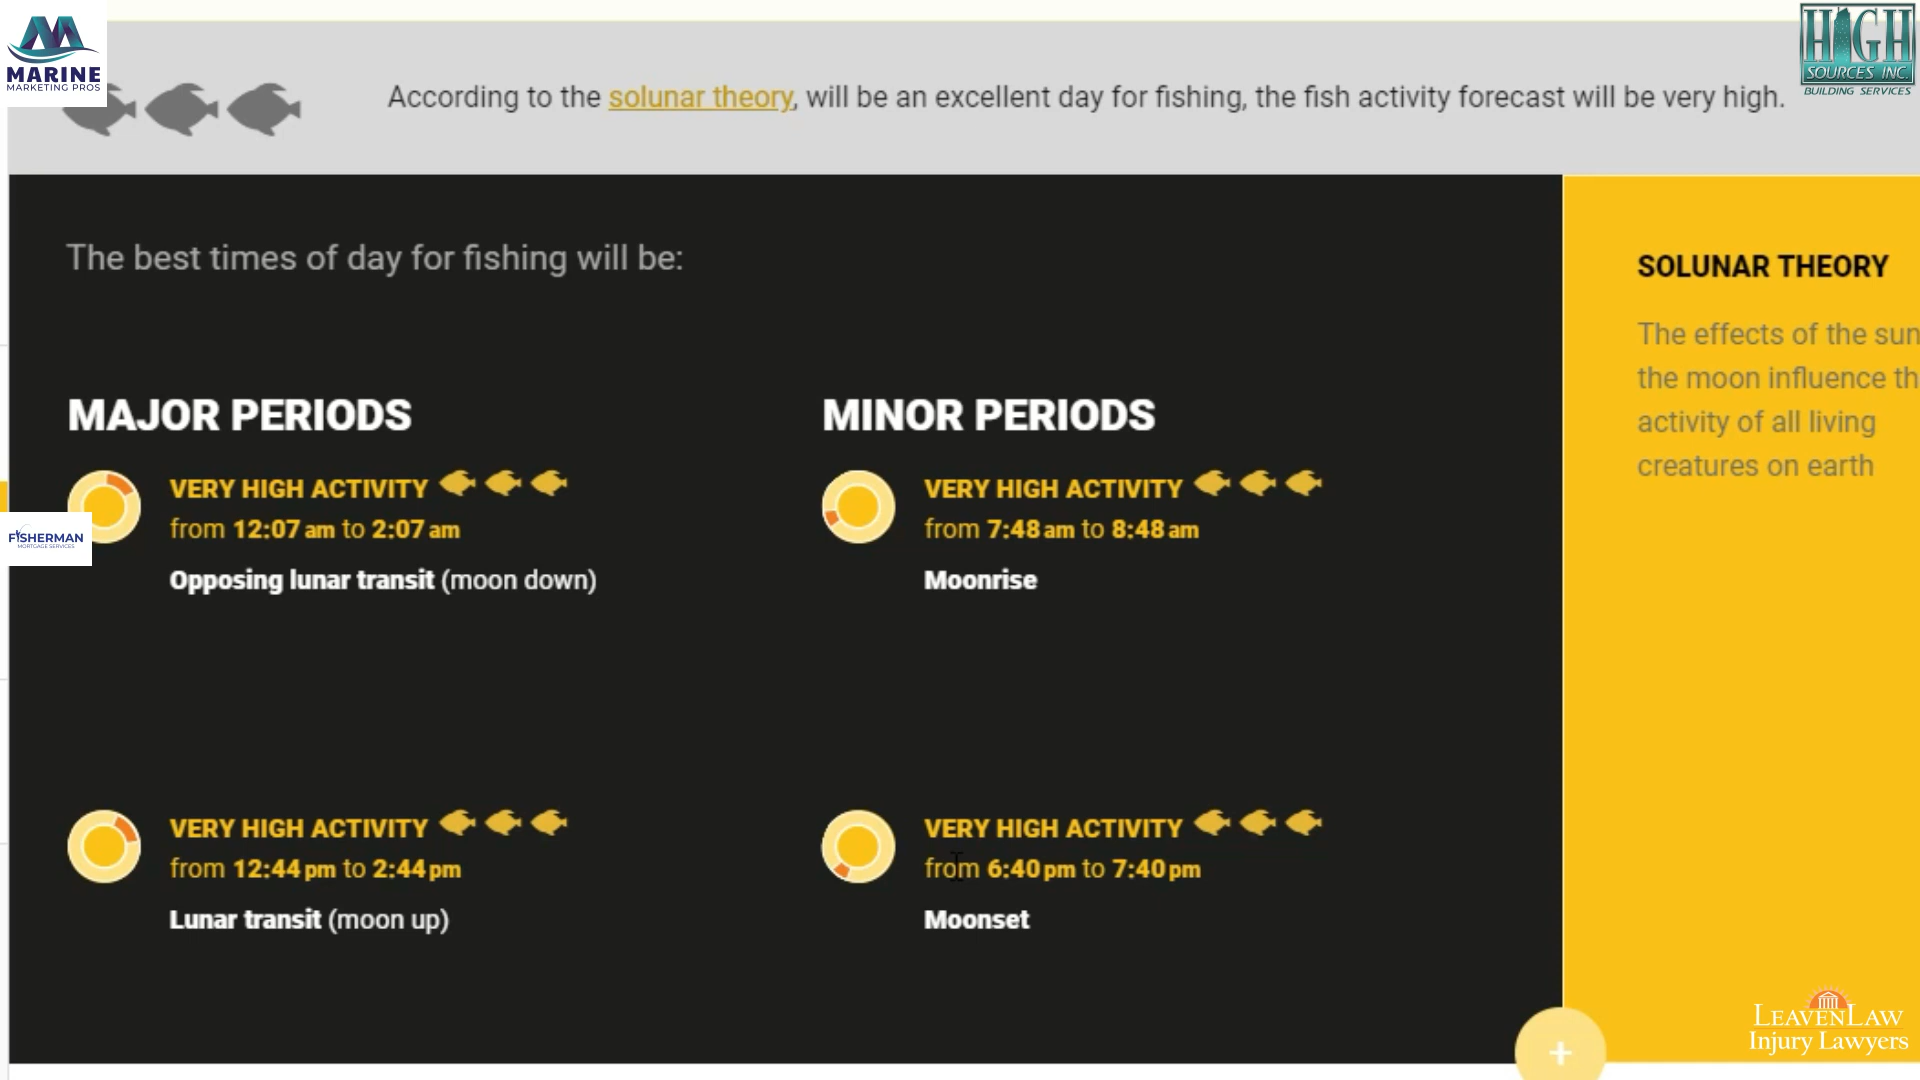 MARINE
MARKETING PROS
HIGH
SOURCES INC.
BUILDING SERVICES
According to the solunar theory, will be an excellent day for fishing, the fish activity forecast will be very high.
The best times of day for fishing will be:
MAJOR PERIODS
VERY HIGH ACTIVITY
from 12:07 am to 2:07 am
Opposing lunar transit (moon down)
VERY HIGH ACTIVITY
from 12:44 pm to 2:44 pm
Lunar transit (moon up)
MINOR PERIODS
VERY HIGH ACTIVITY
from 7:48 am to 8:48 am
Moonrise
VERY HIGH ACTIVITY
from 6:40 pm to 7:40 pm
Moonset
SOLUNAR THEORY
The effects of the sun
the moon influence th
activity of all living
creatures on earth
FISHERMAN
MORTGAGE SERVICES
+
LEAVENLAW
Injury Lawyers